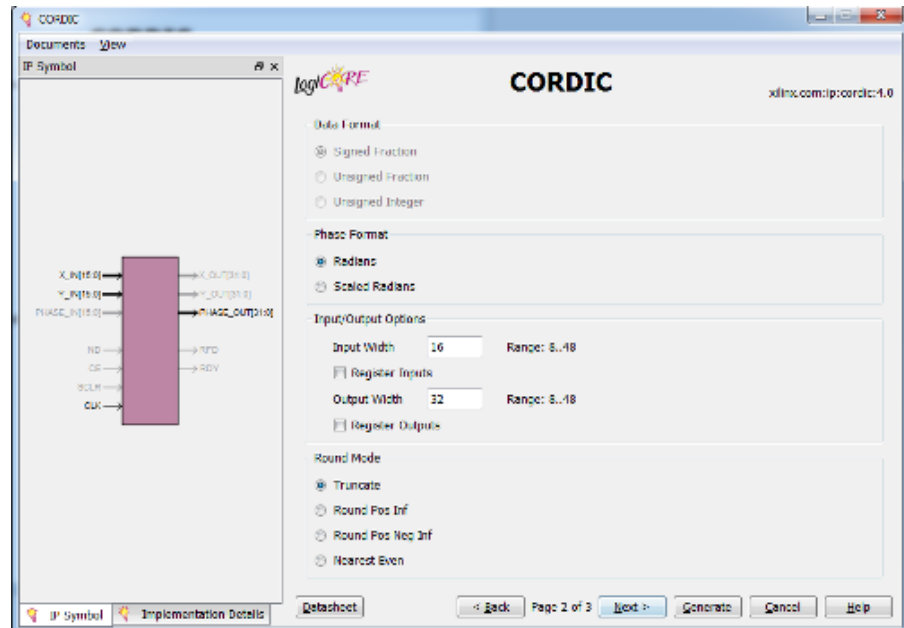 CORDIC
Documents View
IP Symbol
LogiCORE
CORDIC
xilinx.com:ip:cordic:4.0
Data Format
Signed Fraction
Unsigned Fraction
Unsigned Integer
Phase Format
Radians
Scaled Radians
Input/Output Options
Input Width 16 Range: 8..48
Register Inputs
Output Width 32 Range: 8..48
Register Outputs
Round Mode
Truncate
Round Pos Inf
Round Pos Neg Inf
Nearest Even
X_IN[15:0] X_OUT[31:0]
Y_IN[15:0] Y_OUT[31:0]
PHASE_IN[15:0] PHASE_OUT[31:0]
ND RFD
CE RDY
SCLR
CLK
IP Symbol Implementation Details
Datasheet < Back Page 2 of 3 Next > Generate Cancel Help